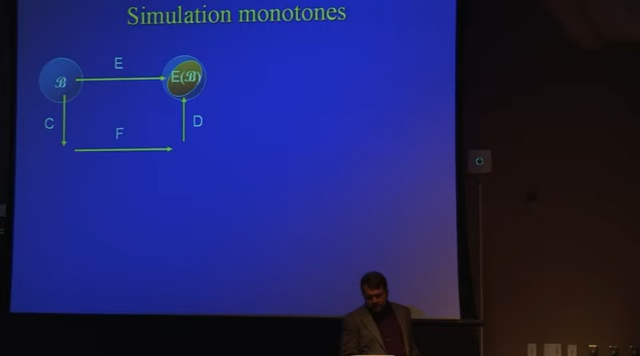 Simulation monotones
E
ℬ
E(ℬ)
C
F
D